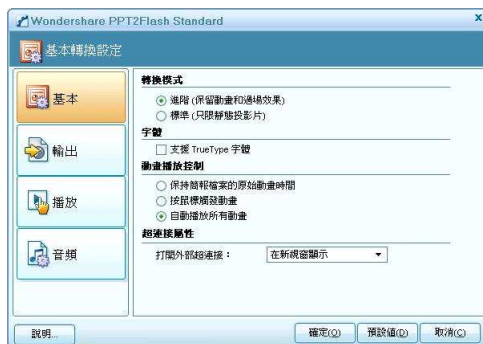 Wondershare PPT2Flash Standard
x
基本轉換設定
基本
輸出
播放
音頻
轉換模式
進階 (保留動畫和過場效果)
標準 (只限靜態投影片)
字體
支援 TrueType 字體
動畫播放控制
保持簡報檔案的原始動畫時間
按鼠標觸發動畫
自動播放所有動畫
超連接屬性
打開外部超連接：
在新視窗顯示
說明...
確定(O)
預設值(D)
取消(C)